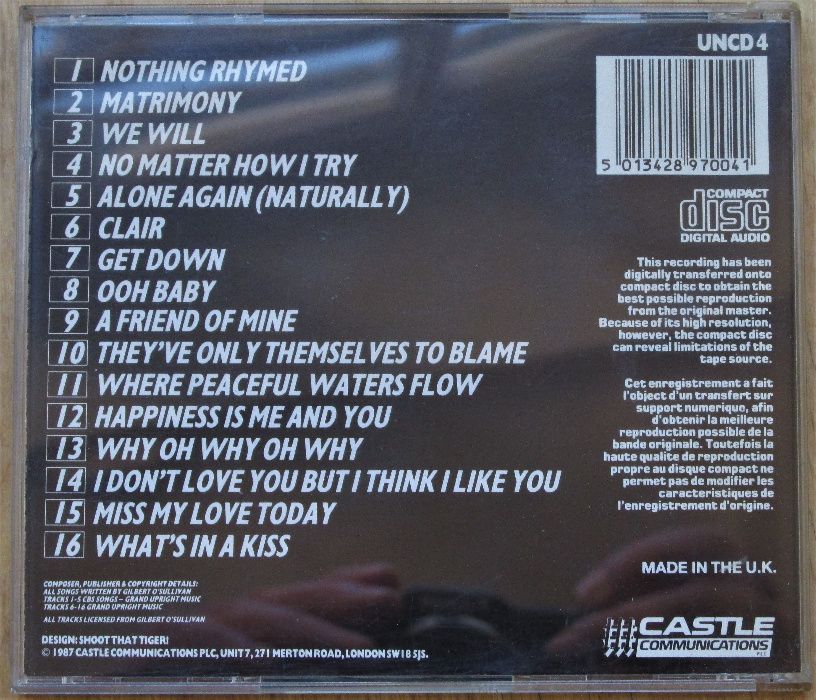 UNCD 4
1 NOTHING RHYMED
2 MATRIMONY
3 WE WILL
4 NO MATTER HOW I TRY
5 ALONE AGAIN (NATURALLY)
6 CLAIR
7 GET DOWN
8 OOH BABY
9 A FRIEND OF MINE
10 THEY'VE ONLY THEMSELVES TO BLAME
11 WHERE PEACEFUL WATERS FLOW
12 HAPPINESS IS ME AND YOU
13 WHY OH WHY OH WHY
14 I DON'T LOVE YOU BUT I THINK I LIKE YOU
15 MISS MY LOVE TODAY
16 WHAT'S IN A KISS
COMPOSER, PUBLISHER & COPYRIGHT DETAILS:
ALL SONGS WRITTEN BY GILBERT O'SULLIVAN
TRACKS 1-5 CBS SONGS – GRAND UPRIGHT MUSIC
TRACKS 6-16 GRAND UPRIGHT MUSIC
ALL TRACKS LICENSED FROM GILBERT O'SULLIVAN
DESIGN: SHOOT THAT TIGER!
© 1987 CASTLE COMMUNICATIONS PLC, UNIT 7, 271 MERTON ROAD, LONDON SW18 5JS.
5 013428 970041
COMPACT
disc
DIGITAL AUDIO
This recording has been
digitally transferred onto
compact disc to obtain the
best possible reproduction
from the original master.
Because of its high resolution,
however, the compact disc
can reveal limitations of the
tape source.
Cet enregistrement a fait
l'object d'un transfert sur
support numerique, afin
d'obtenir la meilleure
reproduction possible de la
bande originale. Toutefois la
haute qualite de reproduction
propre au disque compact ne
permet pas de modifier les
caracteristiques de
l'enregistrement d'origine.
MADE IN THE U.K.
CASTLE
COMMUNICATIONS
PLC